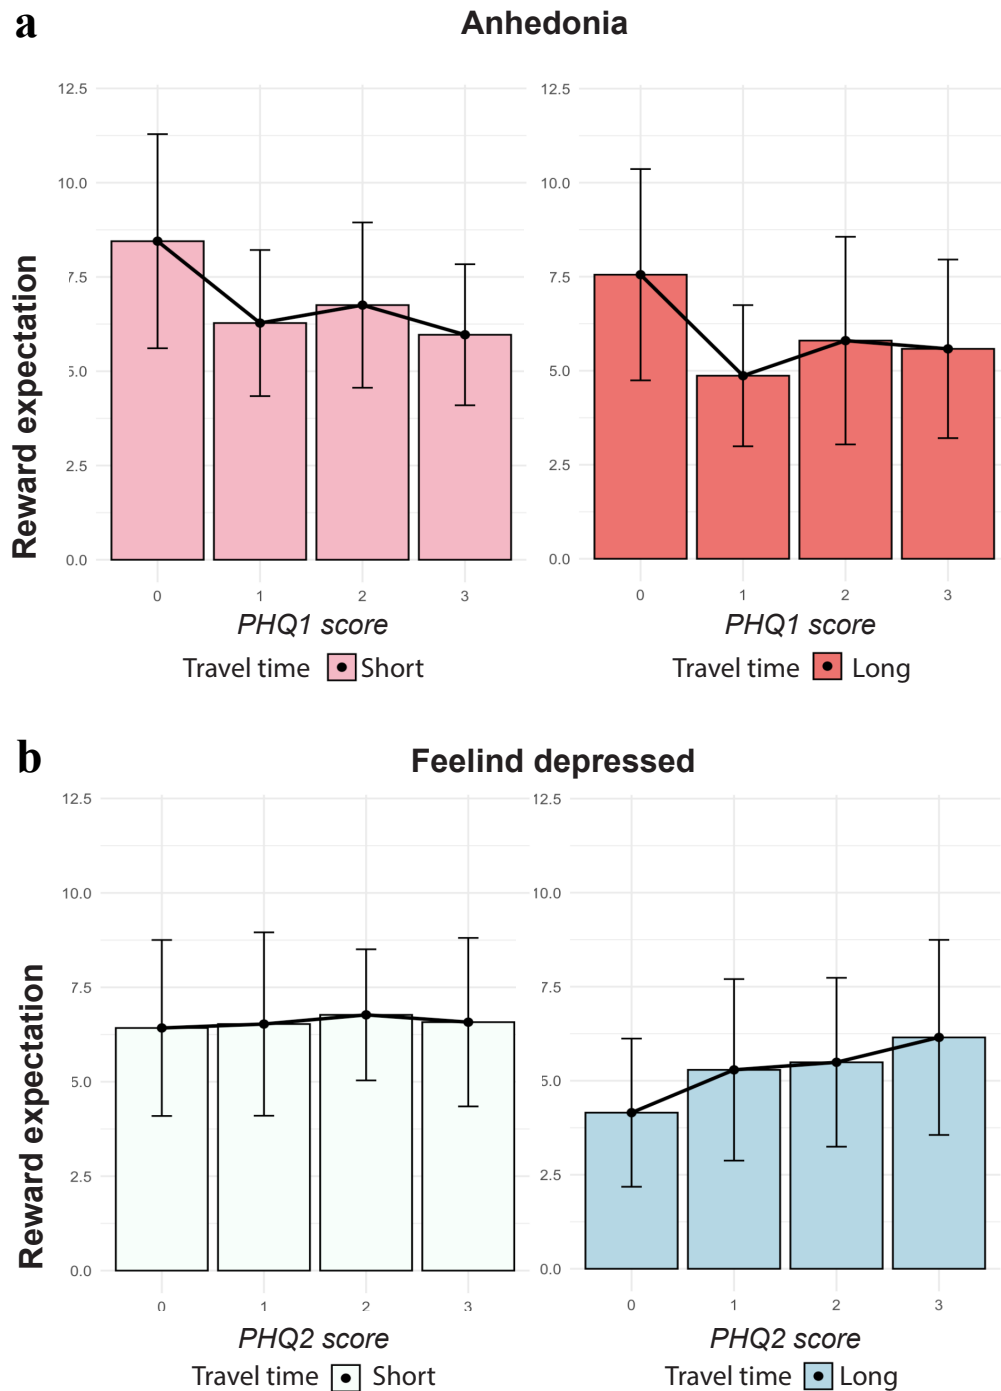 a
Anhedonia
12.5
10.0
7.5
5.0
2.5
0.0
Reward expectation
0
1
2
3
PHQ1 score
Travel time Short
12.5
10.0
7.5
5.0
2.5
0.0
0
1
2
3
PHQ1 score
Travel time Long
b
Feelind depressed
12.5
10.0
7.5
5.0
2.5
0.0
Reward expectation
0
1
2
3
PHQ2 score
Travel time Short
12.5
10.0
7.5
5.0
2.5
0.0
0
1
2
3
PHQ2 score
Travel time Long